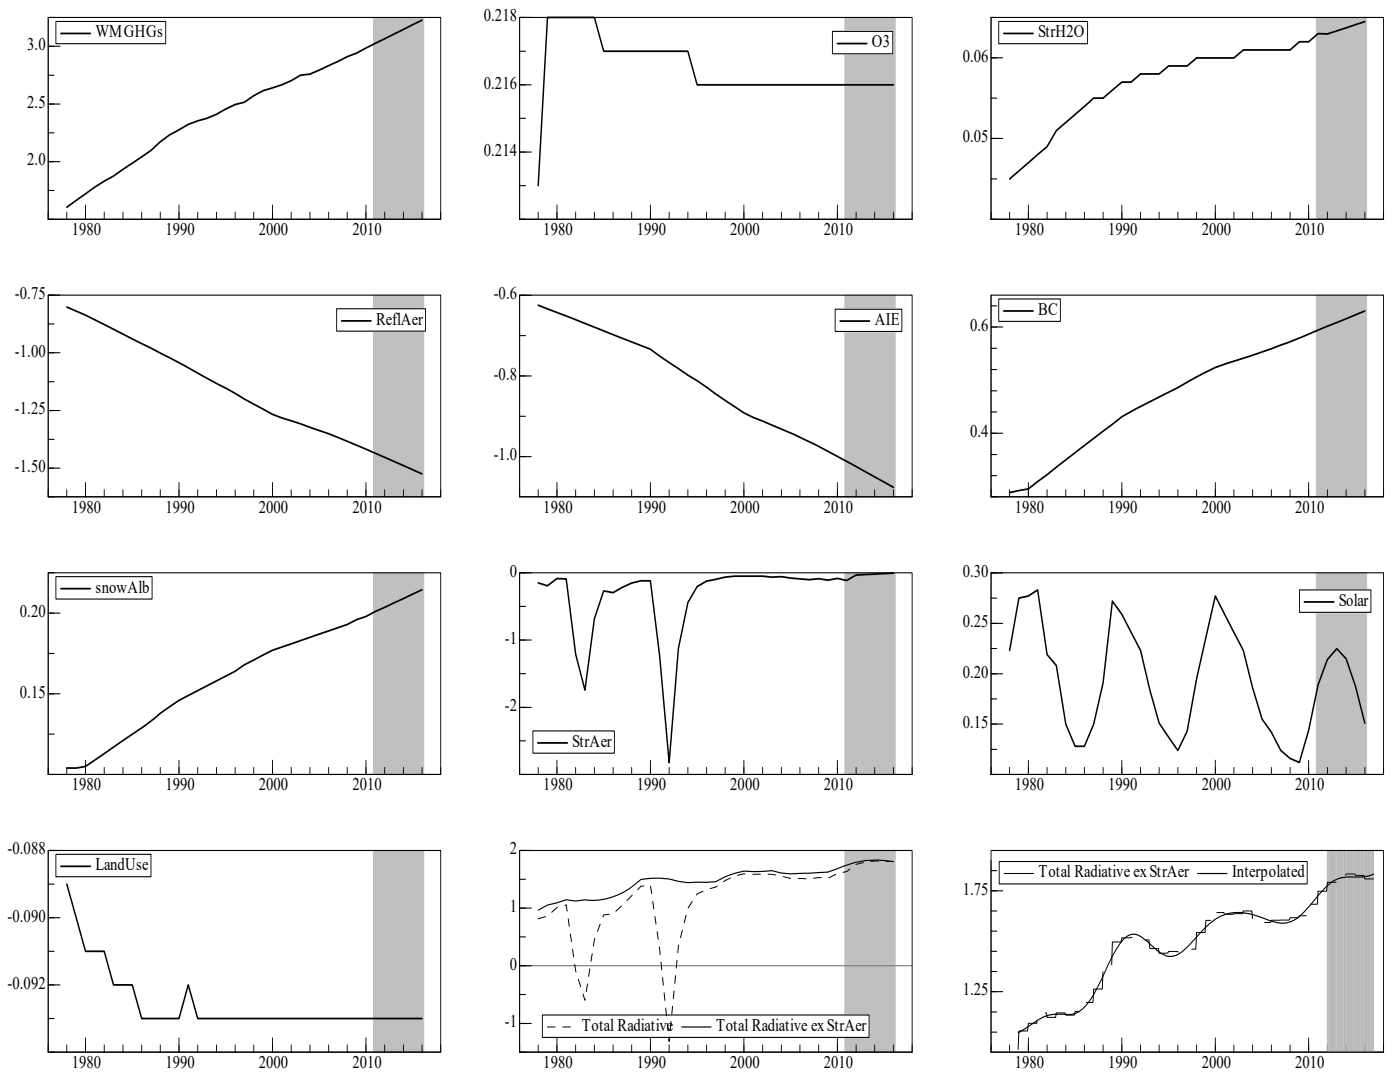 WMGHGs
3.0
2.5
2.0
1980 1990 2000 2010
O3
0.218
0.216
0.214
1980 1990 2000 2010
StrH2O
0.06
0.05
1980 1990 2000 2010
ReflAer
-0.75
-1.00
-1.25
-1.50
1980 1990 2000 2010
AIE
-0.6
-0.8
-1.0
1980 1990 2000 2010
BC
0.6
0.4
1980 1990 2000 2010
snowAlb
0.20
0.15
1980 1990 2000 2010
0
-1
-2
StrAer
1980 1990 2000 2010
0.30
Solar
0.25
0.20
0.15
1980 1990 2000 2010
-0.088
LandUse
-0.090
-0.092
1980 1990 2000 2010
2
1
0
-1
Total Radiative Total Radiative ex StrAer
1980 1990 2000 2010
Total Radiative ex StrAer Interpolated
1.75
1.25
1980 1990 2000 2010